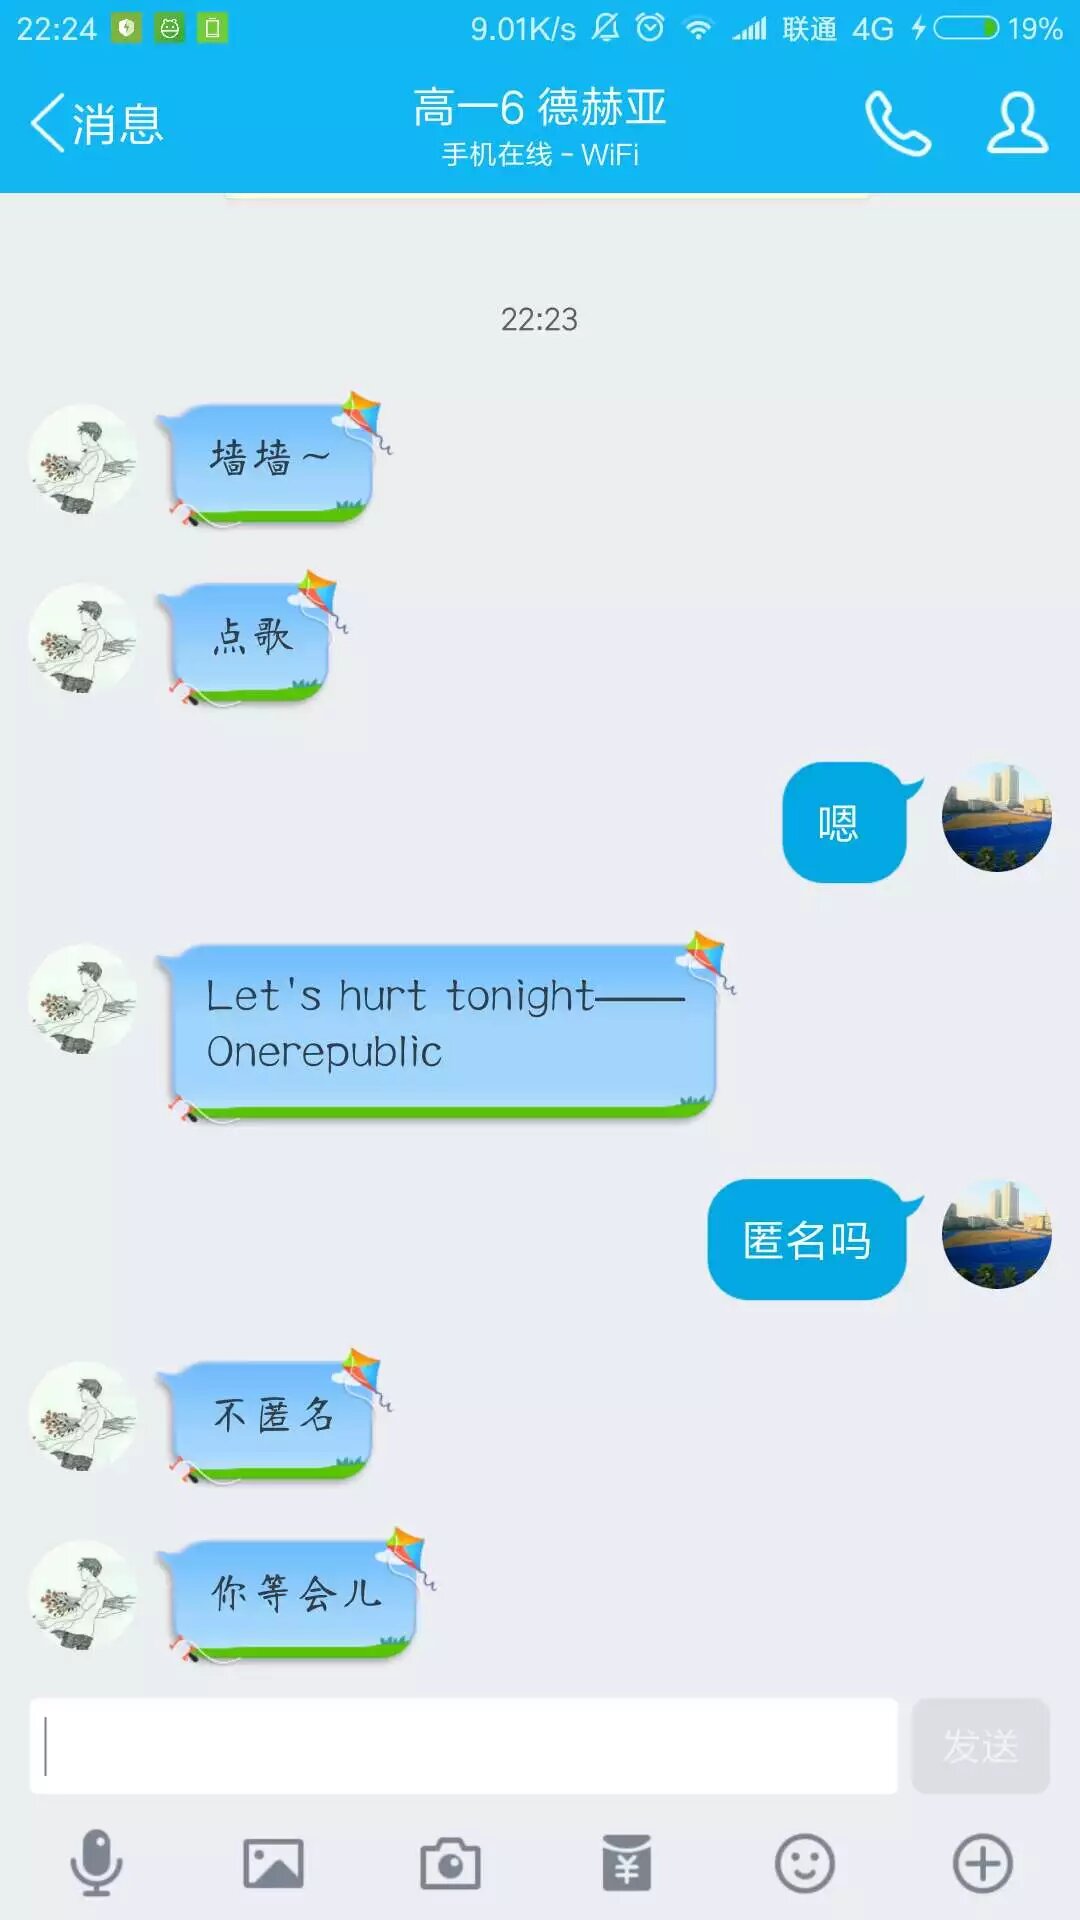 22:24 9.01K/s 联通 4G 19%
消息
高一6 德赫亚
手机在线 - WiFi
22:23
墙墙~
点歌
嗯
Let's hurt tonight——
Onerepublic
匿名吗
不匿名
你等会儿
发送